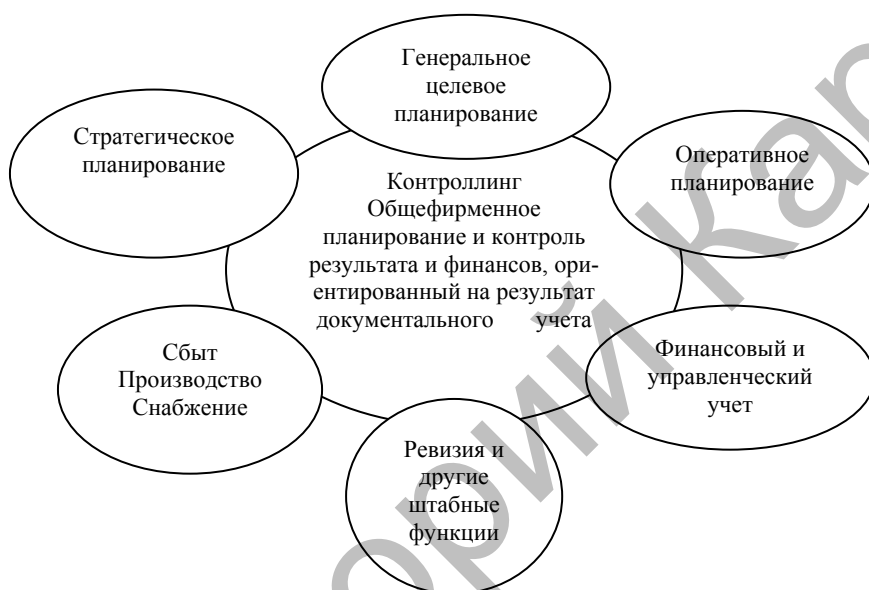 Генеральное
целевое
планирование
Стратегическое
планирование
Оперативное
планирование
Контроллинг
Общефирменное
планирование и контроль
результата и финансов, ори-
ентированный на результат
документального учета
Сбыт
Производство
Снабжение
Финансовый и
управленческий
учет
Ревизия и
другие
штабные
функции